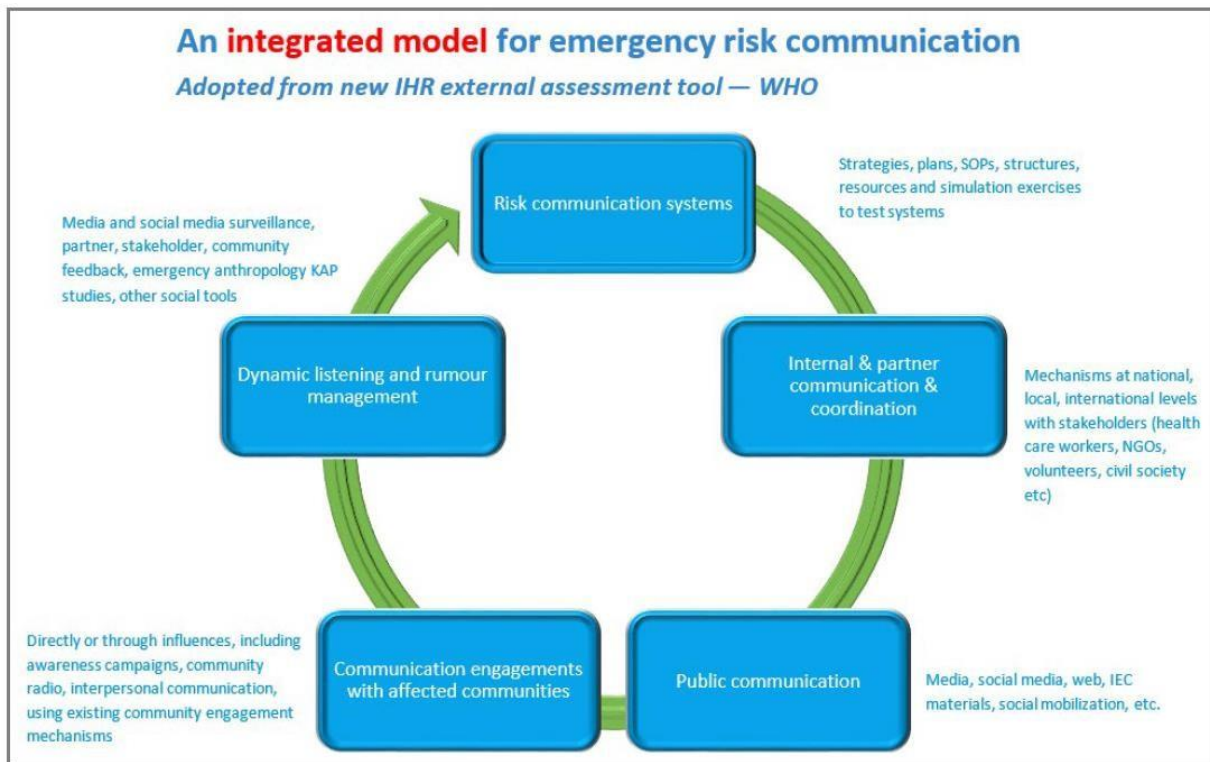 An integrated model for emergency risk communication
Adopted from new IHR external assessment tool — WHO
Risk communication systems
Strategies, plans, SOPs, structures,
resources and simulation exercises
to test systems
Internal & partner
communication &
coordination
Mechanisms at national,
local, international levels
with stakeholders (health
care workers, NGOs,
volunteers, civil society
etc)
Public communication
Media, social media, web, IEC
materials, social mobilization, etc.
Communication engagements
with affected communities
Directly or through influences, including
awareness campaigns, community
radio, interpersonal communication,
using existing community engagement
mechanisms
Dynamic listening and rumour
management
Media and social media surveillance,
partner, stakeholder, community
feedback, emergency anthropology KAP
studies, other social tools